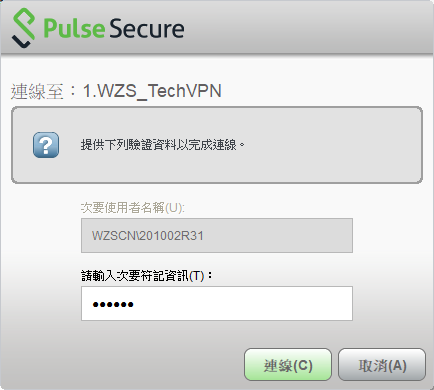 Pulse Secure
連線至：1.WZS_TechVPN
提供下列驗證資料以完成連線。
次要使用者名稱(U):
WZSCN\201002R31
請輸入次要符記資訊(T)：
●●●●●●
連線(C)
取消(A)